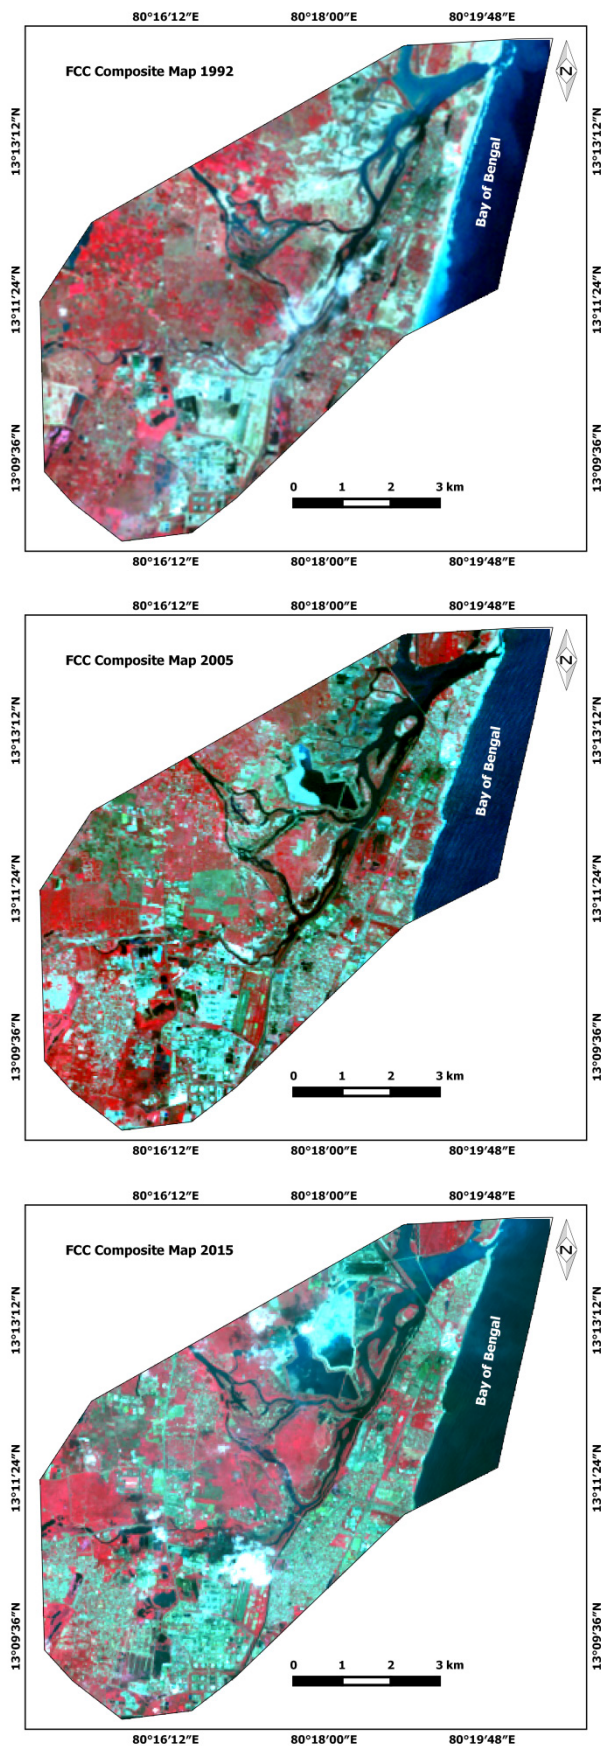 80°16′12″E 80°18′00″E 80°19′48″E
FCC Composite Map 1992
N
13°13′12″N 13°13′12″N
Bay of Bengal
13°11′24″N 13°11′24″N
13°09′36″N 13°09′36″N
0 1 2 3 km
80°16′12″E 80°18′00″E 80°19′48″E
80°16′12″E 80°18′00″E 80°19′48″E
FCC Composite Map 2005
N
13°13′12″N 13°13′12″N
Bay of Bengal
13°11′24″N 13°11′24″N
13°09′36″N 13°09′36″N
0 1 2 3 km
80°16′12″E 80°18′00″E 80°19′48″E
80°16′12″E 80°18′00″E 80°19′48″E
FCC Composite Map 2015
N
13°13′12″N 13°13′12″N
Bay of Bengal
13°11′24″N 13°11′24″N
13°09′36″N 13°09′36″N
0 1 2 3 km
80°16′12″E 80°18′00″E 80°19′48″E